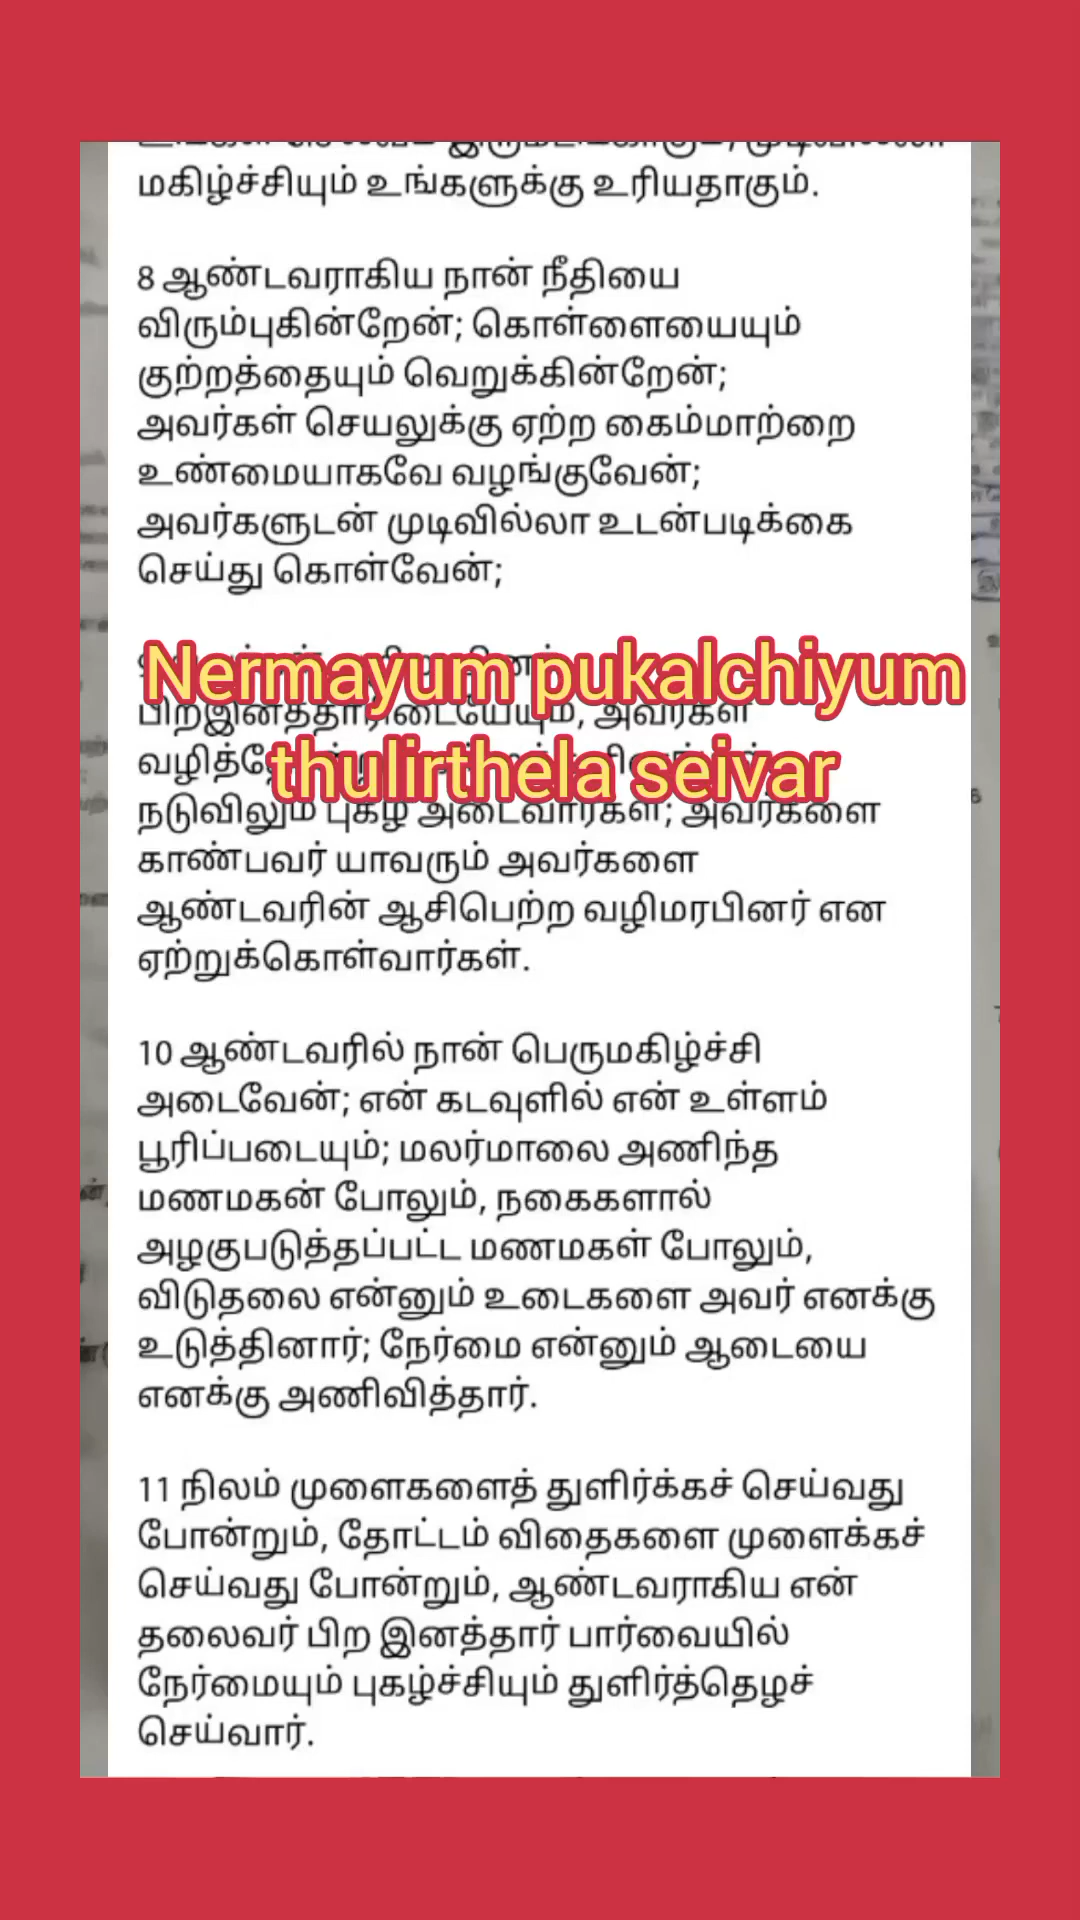 மகிழ்ச்சியும் உங்களுக்கு உரியதாகும்.
8 ஆண்டவராகிய நான் நீதியை
விரும்புகின்றேன்; கொள்ளையையும்
குற்றத்தையும் வெறுக்கின்றேன்;
அவர்கள் செயலுக்கு ஏற்ற கைம்மாற்றை
உண்மையாகவே வழங்குவேன்;
அவர்களுடன் முடிவில்லா உடன்படிக்கை
செய்து கொள்வேன்;
Nermayum pukalchiyum
thulirthela seivar
பிறஇனத்தாரிடையேயும், அவர்கள்
நடுவிலும் புகழ் அடைவார்கள்; அவர்களை
காண்பவர் யாவரும் அவர்களை
ஆண்டவரின் ஆசிபெற்ற வழிமரபினர் என
ஏற்றுக்கொள்வார்கள்.
10 ஆண்டவரில் நான் பெருமகிழ்ச்சி
அடைவேன்; என் கடவுளில் என் உள்ளம்
பூரிப்படையும்; மலர்மாலை அணிந்த
மணமகன் போலும், நகைகளால்
அழகுபடுத்தப்பட்ட மணமகள் போலும்,
விடுதலை என்னும் உடைகளை அவர் எனக்கு
உடுத்தினார்; நேர்மை என்னும் ஆடையை
எனக்கு அணிவித்தார்.
11 நிலம் முளைகளைத் துளிர்க்கச் செய்வது
போன்றும், தோட்டம் விதைகளை முளைக்கச்
செய்வது போன்றும், ஆண்டவராகிய என்
தலைவர் பிற இனத்தார் பார்வையில்
நேர்மையும் புகழ்ச்சியும் துளிர்த்தெழச்
செய்வார்.